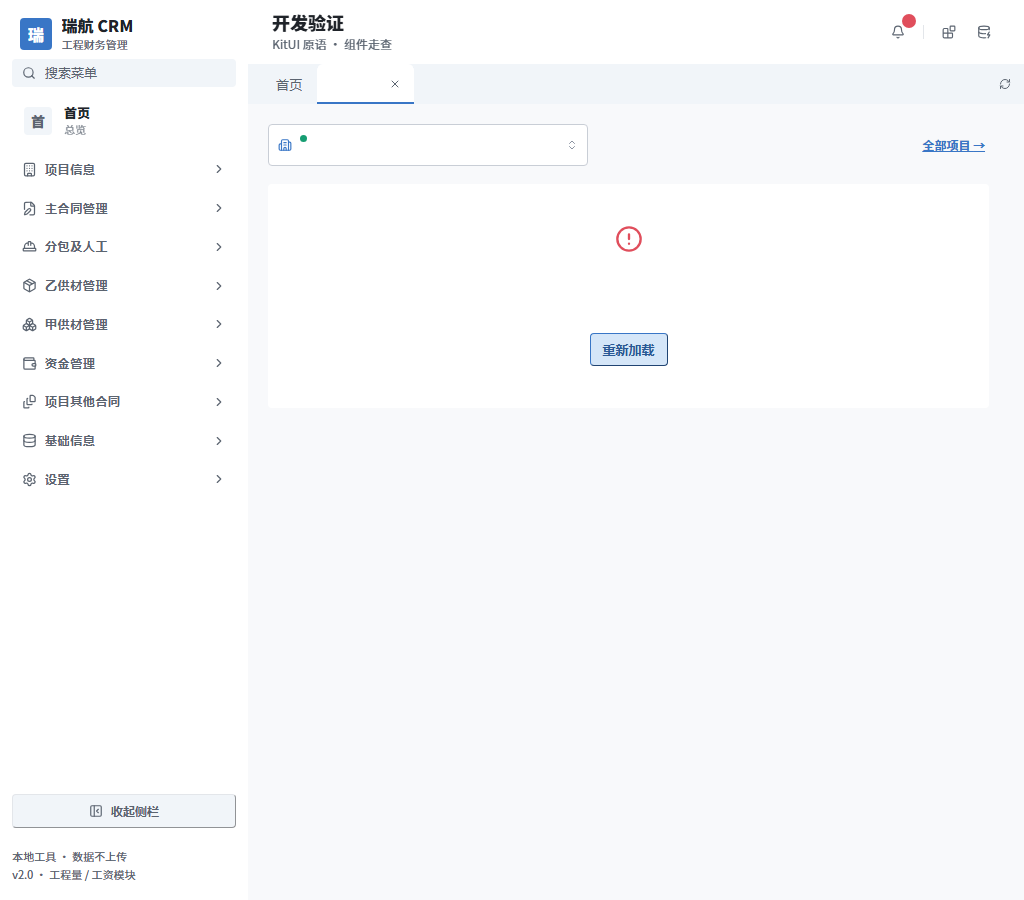 瑞
瑞航 CRM
工程财务管理
搜索菜单
首
首页
总览
项目信息
主合同管理
分包及人工
乙供材管理
甲供材管理
资金管理
项目其他合同
基础信息
设置
收起侧栏
本地工具 · 数据不上传
v2.0 · 工程量 / 工资模块
开发验证
KitUI 原语 · 组件走查
首页
全部项目 →
重新加载